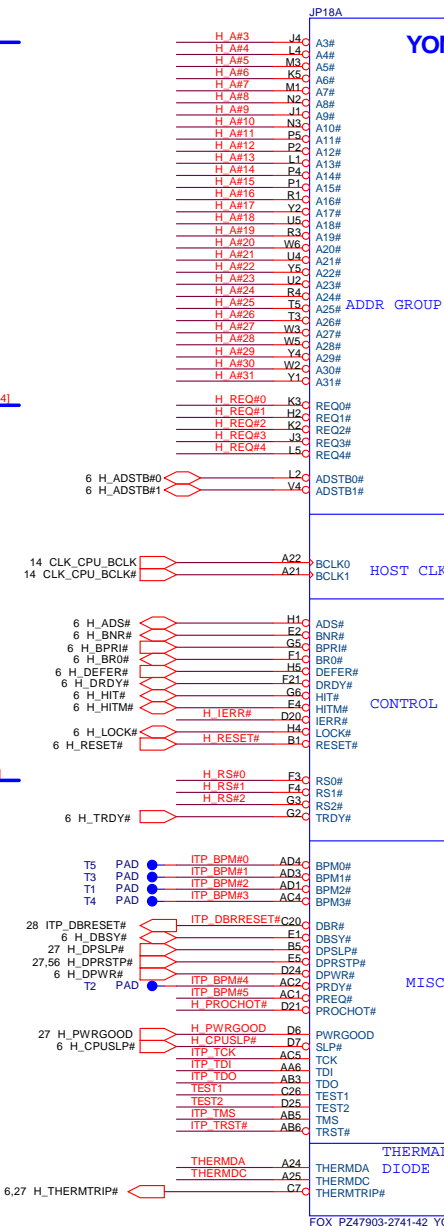 JP18A
YON
H_A#3 J4 A3#
H_A#4 L4 A4#
H_A#5 M3 A5#
H_A#6 K5 A6#
H_A#7 M1 A7#
H_A#8 N2 A8#
H_A#9 J1 A9#
H_A#10 N3 A10#
H_A#11 P5 A11#
H_A#12 P2 A12#
H_A#13 L1 A13#
H_A#14 P4 A14#
H_A#15 P1 A15#
H_A#16 R1 A16#
H_A#17 Y2 A17#
H_A#18 U5 A18#
H_A#19 R3 A19#
H_A#20 W6 A20#
H_A#21 U4 A21#
H_A#22 Y5 A22#
H_A#23 U2 A23#
H_A#24 R4 A24#
H_A#25 T5 A25# ADDR GROUP
H_A#26 T3 A26#
H_A#27 W3 A27#
H_A#28 W5 A28#
H_A#29 Y4 A29#
H_A#30 W2 A30#
H_A#31 Y1 A31#
4]
H_REQ#0 K3 REQ0#
H_REQ#1 H2 REQ1#
H_REQ#2 K2 REQ2#
H_REQ#3 J3 REQ3#
H_REQ#4 L5 REQ4#
6 H_ADSTB#0 L2 ADSTB0#
6 H_ADSTB#1 V4 ADSTB1#
14 CLK_CPU_BCLK A22 BCLK0
14 CLK_CPU_BCLK# A21 BCLK1 HOST CLK
6 H_ADS# H1 ADS#
6 H_BNR# E2 BNR#
6 H_BPRI# G5 BPRI#
6 H_BR0# F1 BR0#
6 H_DEFER# H5 DEFER#
6 H_DRDY# F21 DRDY#
6 H_HIT# G6 HIT#
6 H_HITM# E4 HITM# CONTROL
H_IERR# D20 IERR#
6 H_LOCK# H4 LOCK#
6 H_RESET# H_RESET# B1 RESET#
H_RS#0 F3 RS0#
H_RS#1 F4 RS1#
H_RS#2 G3 RS2#
6 H_TRDY# G2 TRDY#
T5 PAD ITP_BPM#0 AD4 BPM0#
T3 PAD ITP_BPM#1 AD3 BPM1#
T1 PAD ITP_BPM#2 AD1 BPM2#
T4 PAD ITP_BPM#3 AC4 BPM3#
28 ITP_DBRESET# ITP_DBRRESET# C20 DBR#
6 H_DBSY# E1 DBSY#
27 H_DPSLP# B5 DPSLP#
27,56 H_DPRSTP# E5 DPRSTP#
6 H_DPWR# D24 DPWR#
T2 PAD ITP_BPM#4 AC2 PRDY# MISC
ITP_BPM#5 AC1 PREQ#
H_PROCHOT# D21 PROCHOT#
27 H_PWRGOOD H_PWRGOOD D6 PWRGOOD
6 H_CPUSLP# H_CPUSLP# D7 SLP#
ITP_TCK AC5 TCK
ITP_TDI AA6 TDI
ITP_TDO AB3 TDO
TEST1 C26 TEST1
TEST2 D25 TEST2
ITP_TMS AB5 TMS
ITP_TRST# AB6 TRST#
THERMAL
THERMDA A24 THERMDA DIODE
THERMDC A25 THERMDC
6,27 H_THERMTRIP# C7 THERMTRIP#
FOX_PZ47903-2741-42_YO